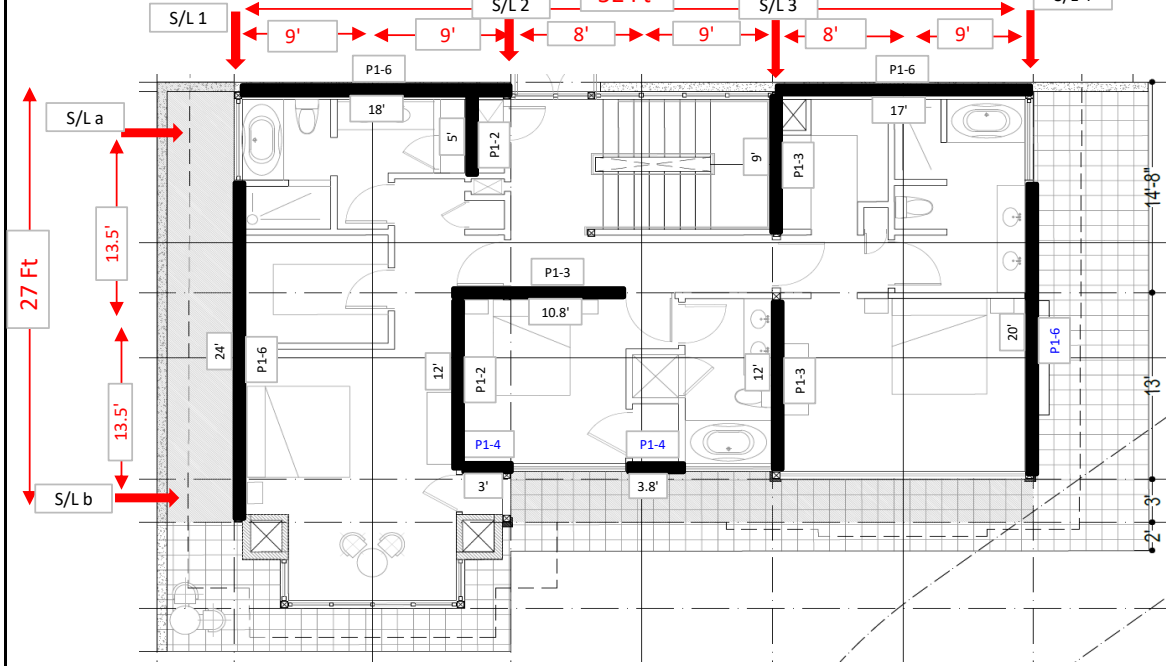 S/L 1
S/L 2
S/L 3
9'
9'
8'
9'
8'
9'
P1-6
P1-6
18'
17'
S/L a
5'
P1-2
9'
P1-3
14'-8"
13.5'
27 Ft
P1-3
10.8'
24'
P1-6
12'
P1-2
12'
P1-3
20'
P1-6
13'
13.5'
P1-4
P1-4
S/L b
3'
3.8'
3'
2'